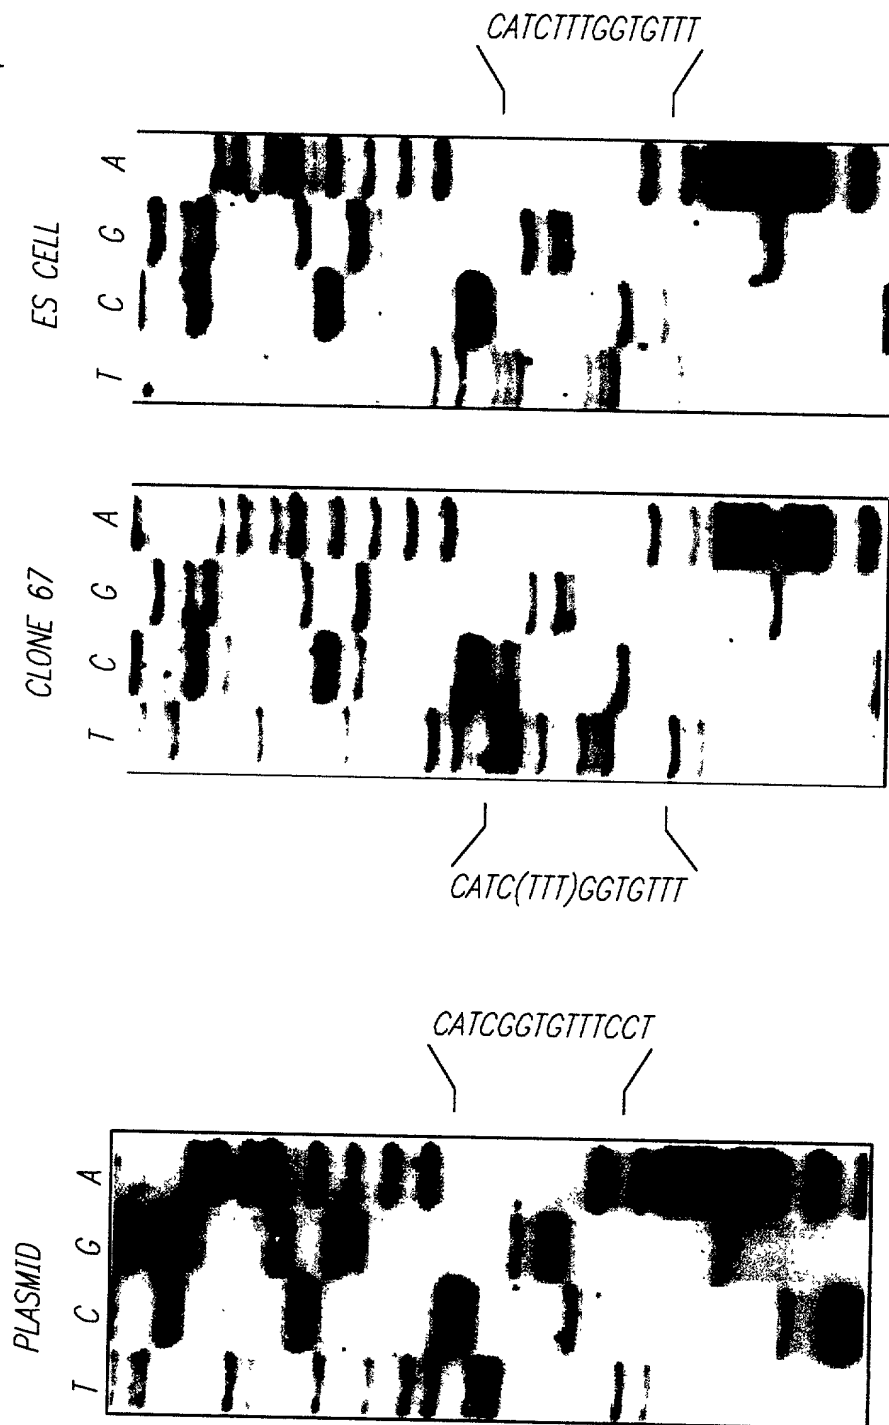 CATCTTTGGTGTTT
ES CELL
A
G
C
T
CLONE 67
A
G
C
T
CATC(TTT)GGTGTTT
CATCGGTGTTTCCT
PLASMID
A
G
C
T